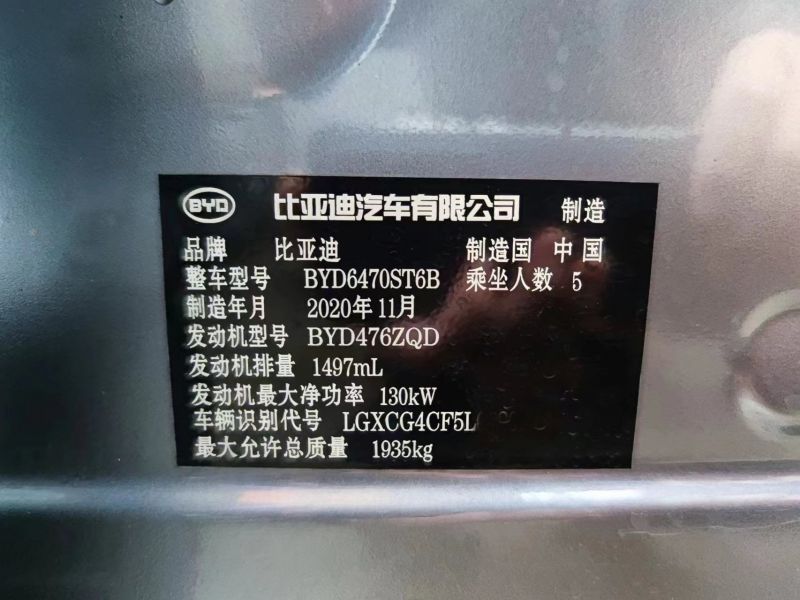 BYD 比亚迪汽车有限公司 制造
品牌 比亚迪 制造国 中国
整车型号 BYD6470ST6B 乘坐人数 5
制造年月 2020年11月
发动机型号 BYD476ZQD
发动机排量 1497mL
发动机最大净功率 130kW
车辆识别代号 LGXCG4CF5L
最大允许总质量 1935kg